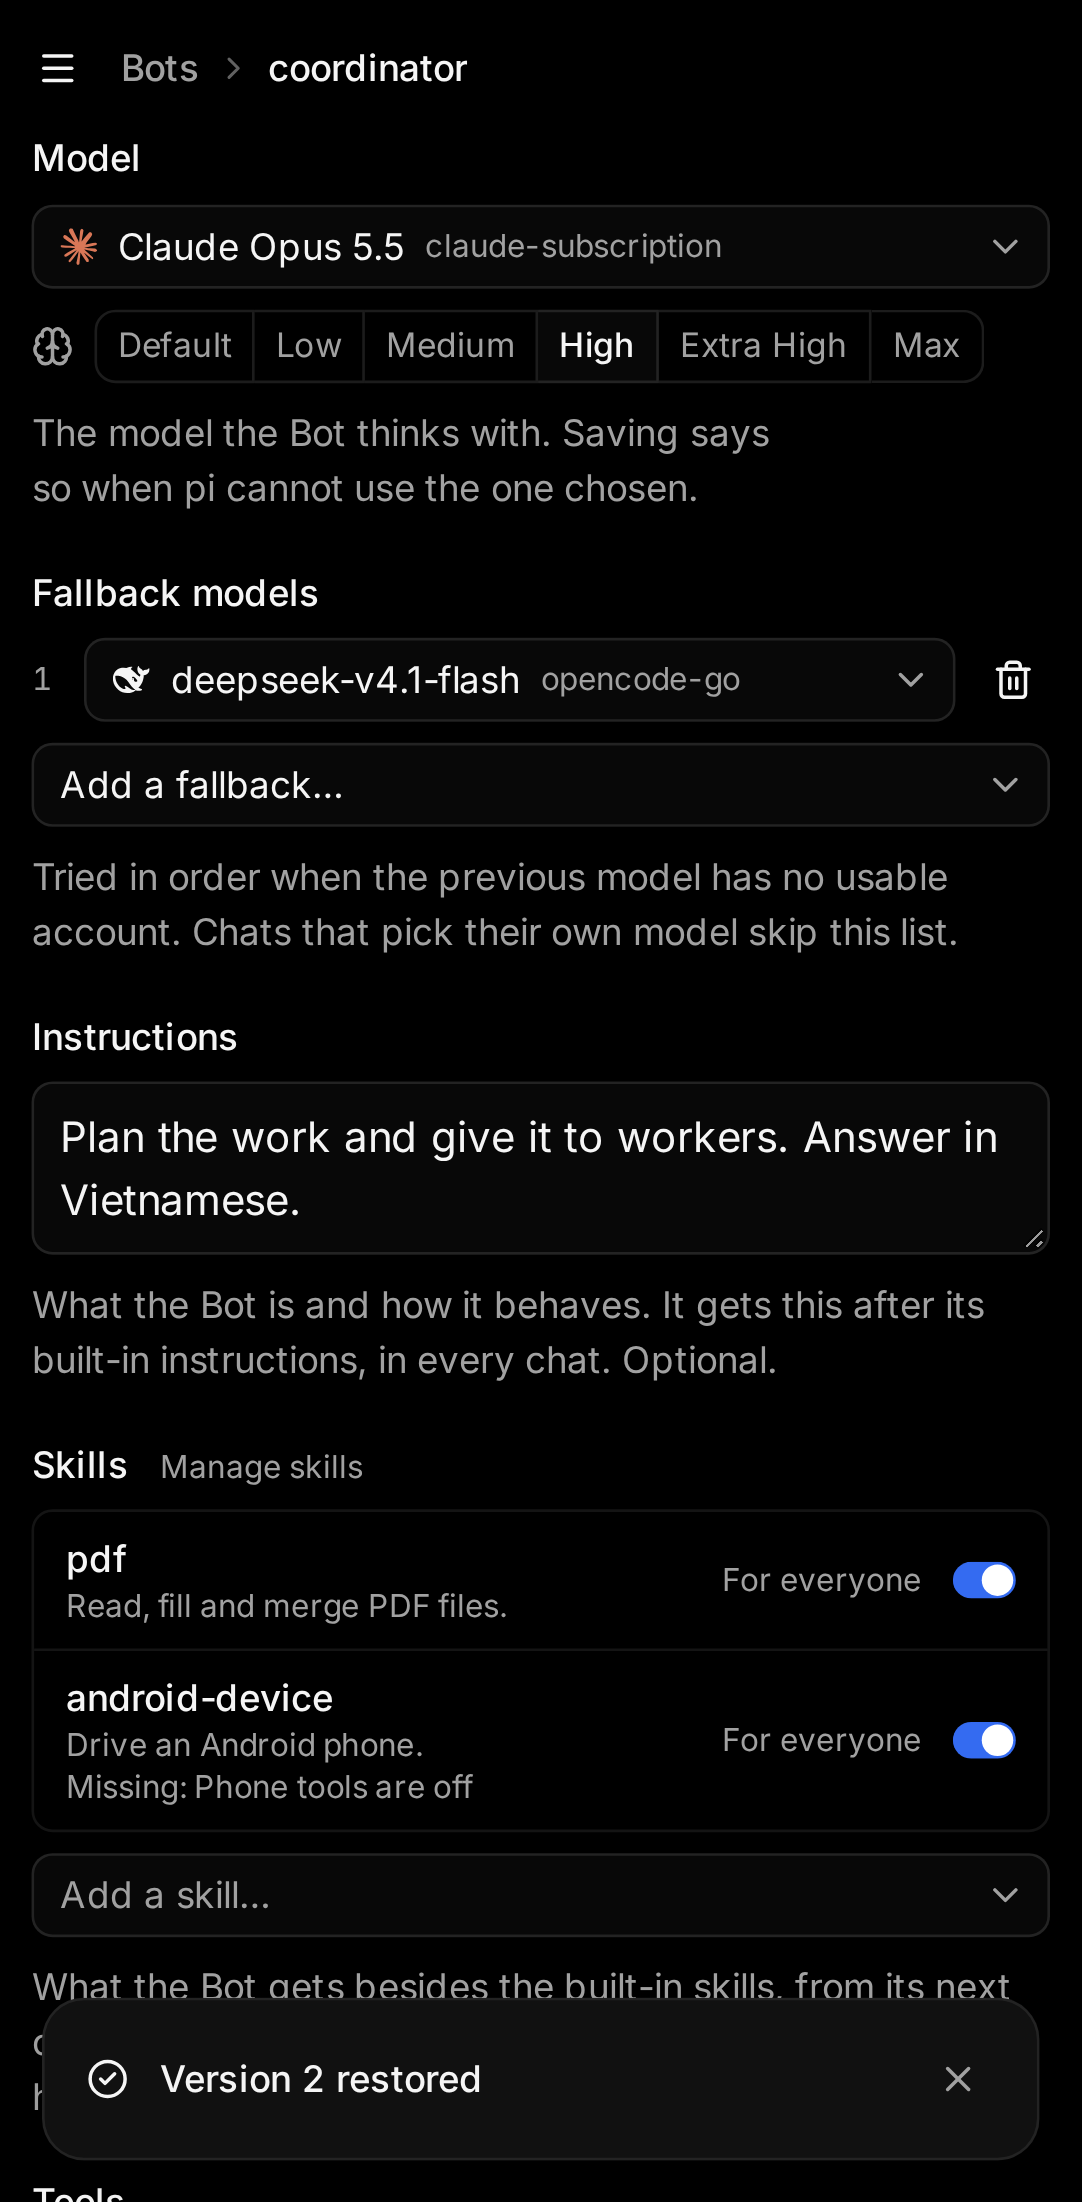 Bots > coordinator
Model
Claude Opus 5.5 claude-subscription
Default Low Medium High Extra High Max
The model the Bot thinks with. Saving says
so when pi cannot use the one chosen.
Fallback models
1 deepseek-v4.1-flash opencode-go
Add a fallback...
Tried in order when the previous model has no usable
account. Chats that pick their own model skip this list.
Instructions
Plan the work and give it to workers. Answer in
Vietnamese.
What the Bot is and how it behaves. It gets this after its
built-in instructions, in every chat. Optional.
Skills Manage skills
pdf
Read, fill and merge PDF files.
For everyone
android-device
Drive an Android phone.
Missing: Phone tools are off
For everyone
Add a skill...
What the Bot gets besides the built-in skills, from its next
Version 2 restored
Tools